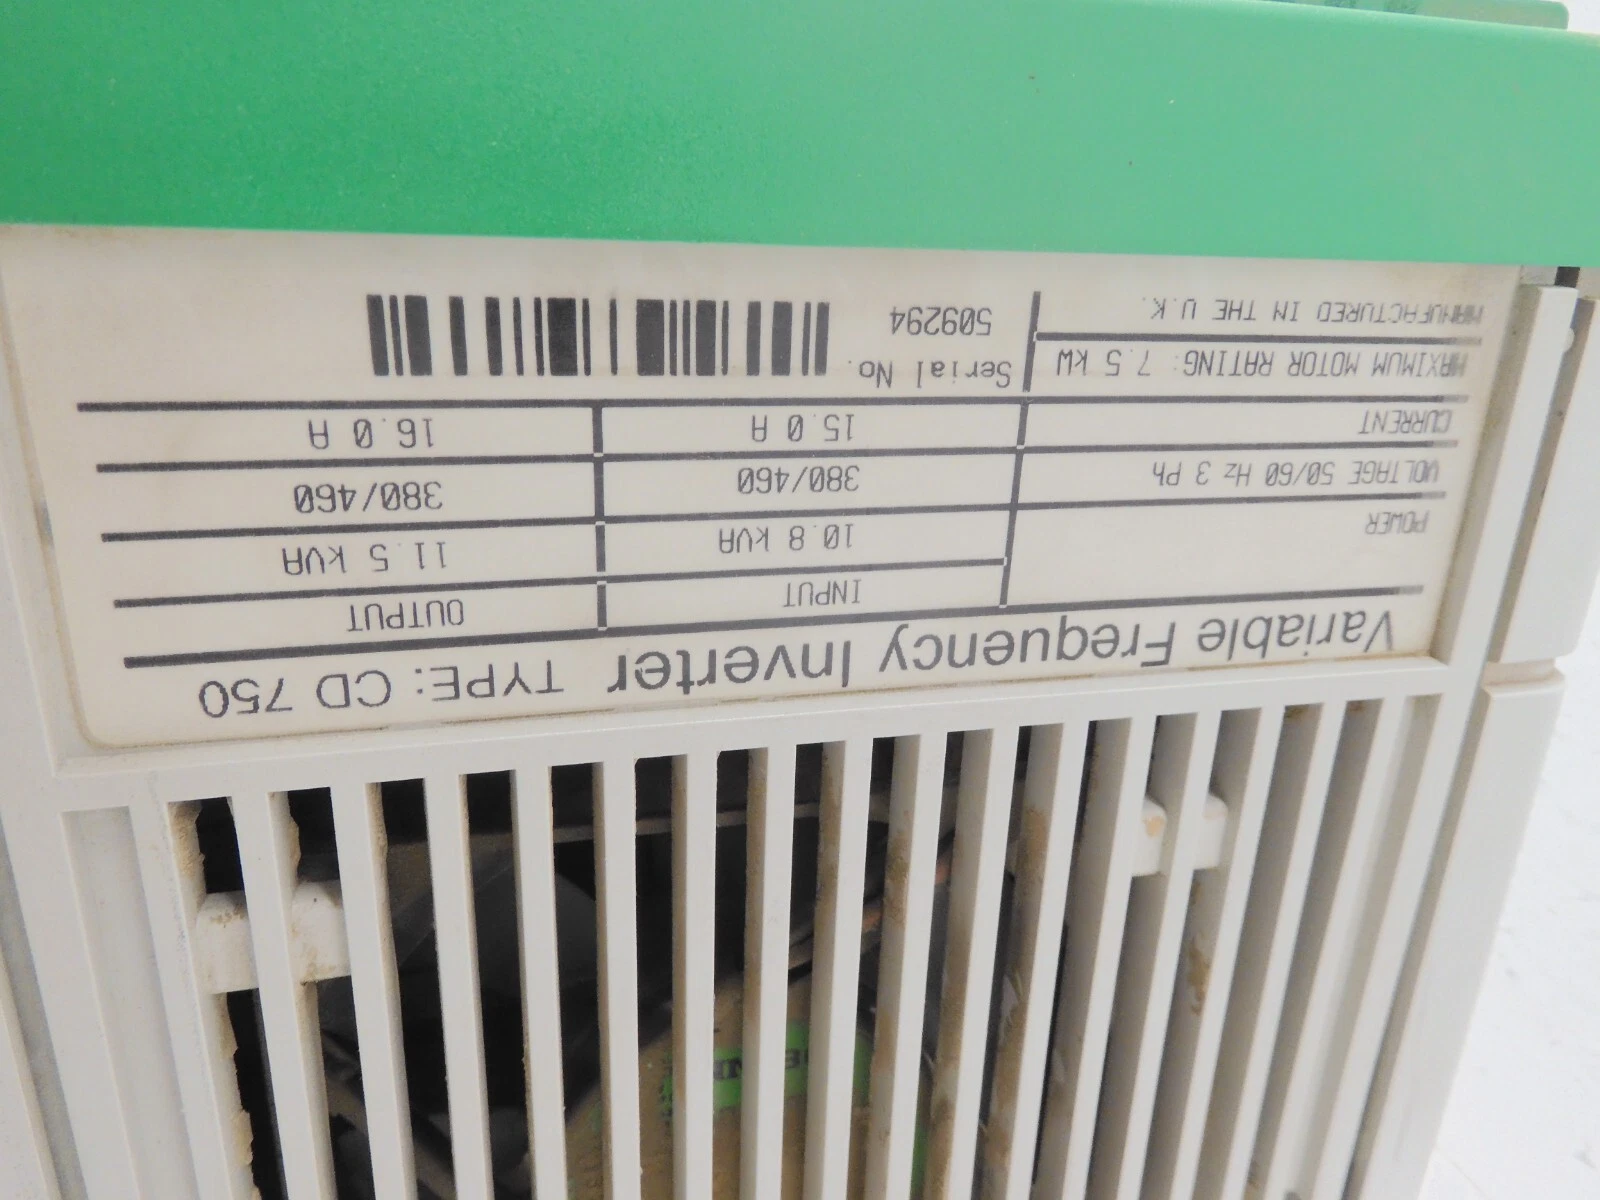 Variable Frequency Inverter TYPE: CD 750
INPUT OUTPUT
POWER 10.8 kVA 11.5 kVA
VOLTAGE 50/60 Hz 3 Ph 380/460 380/460
CURRENT 15.0 A 16.0 A
MAXIMUM MOTOR RATING: 7.5 kW Serial No.
MANUFACTURED IN THE U.K. 509294